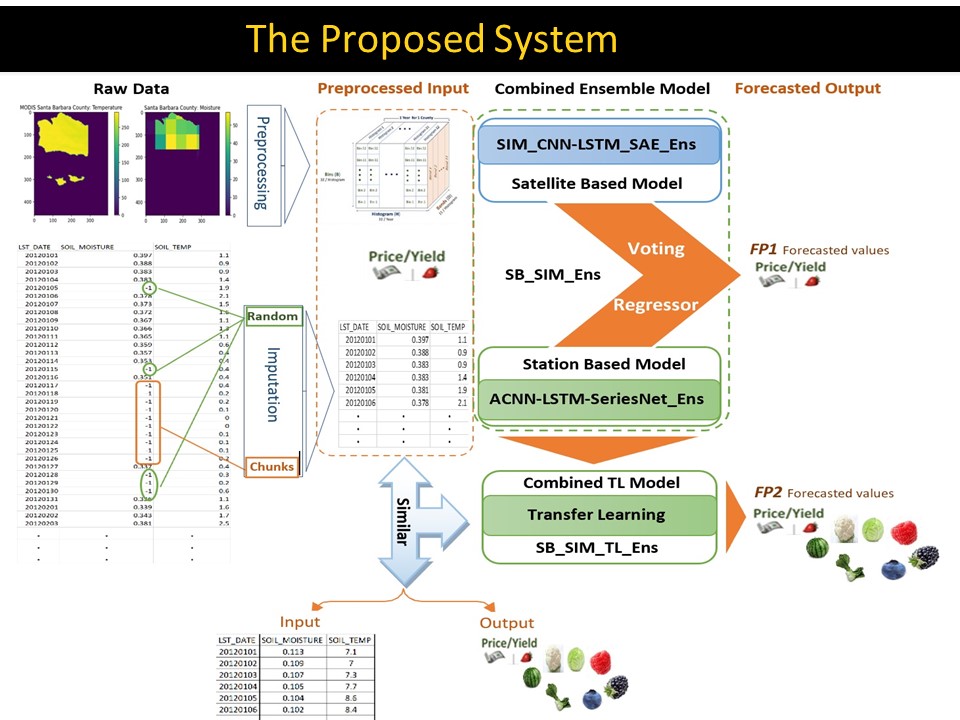 The Proposed System
Raw Data
Preprocessed Input
Combined Ensemble Model
Forecasted Output
MODIS Santa Barbara County: Temperature
Santa Barbara County: Moisture
Preprocessing
SIM_CNN-LSTM_SAE_Ens
Satellite Based Model
Voting
Regressor
SB_SIM_Ens
Station Based Model
ACNN-LSTM-SeriesNet_Ens
FP1 Forecasted values
Price/Yield
Price/Yield
LST_DATE SOIL_MOISTURE SOIL_TEMP
20120101 0.397 1.1
20120102 0.388 0.9
20120103 0.383 0.9
20120104 0.383 1.4
20120105 -1 1.9
20120106 0.378 2.1
20120107 0.373 1.5
20120108 0.372
20120109 0.367 1.1
20120110 0.366
20120111 0.365 1.1
20120112 0.359 0.6
20120113 0.357
20120114 0.353
20120115 -1 0.4
20120116 0.351 0.4
20120117 -1 0.4
20120118 1 0.2
20120119 -1 0.2
20120120 -1 0.1
20120121 -1 0
20120122 -1 0
20120123 -1 0.1
20120124 -1 0.1
20120125 1 0.1
20120126 -1 0.2
20120127 0.337 0.4
20120128 -1 0.3
20120129 -1 0.2
20120130 -1 0.6
20120131 1.1
20120201 0.339 1.6
20120202 0.343 1.7
20120203 0.381 2.5
Random
Imputation
Chunks
LST_DATE SOIL_MOISTURE SOIL_TEMP
20120101 0.397 1.1
20120102 0.388 0.9
20120103 0.383 0.9
20120104 0.383 1.4
20120105 0.381 1.9
20120106 0.378 2.1
Similar
Combined TL Model
Transfer Learning
SB_SIM_TL_Ens
FP2 Forecasted values
Price/Yield
Input
Output
LST_DATE SOIL_MOISTURE SOIL_TEMP
20120101 0.113 7.1
20120102 0.109 7
20120103 0.107 7.3
20120104 0.105 7.7
20120105 0.104 8.6
20120106 0.102 8.4
Price/Yield